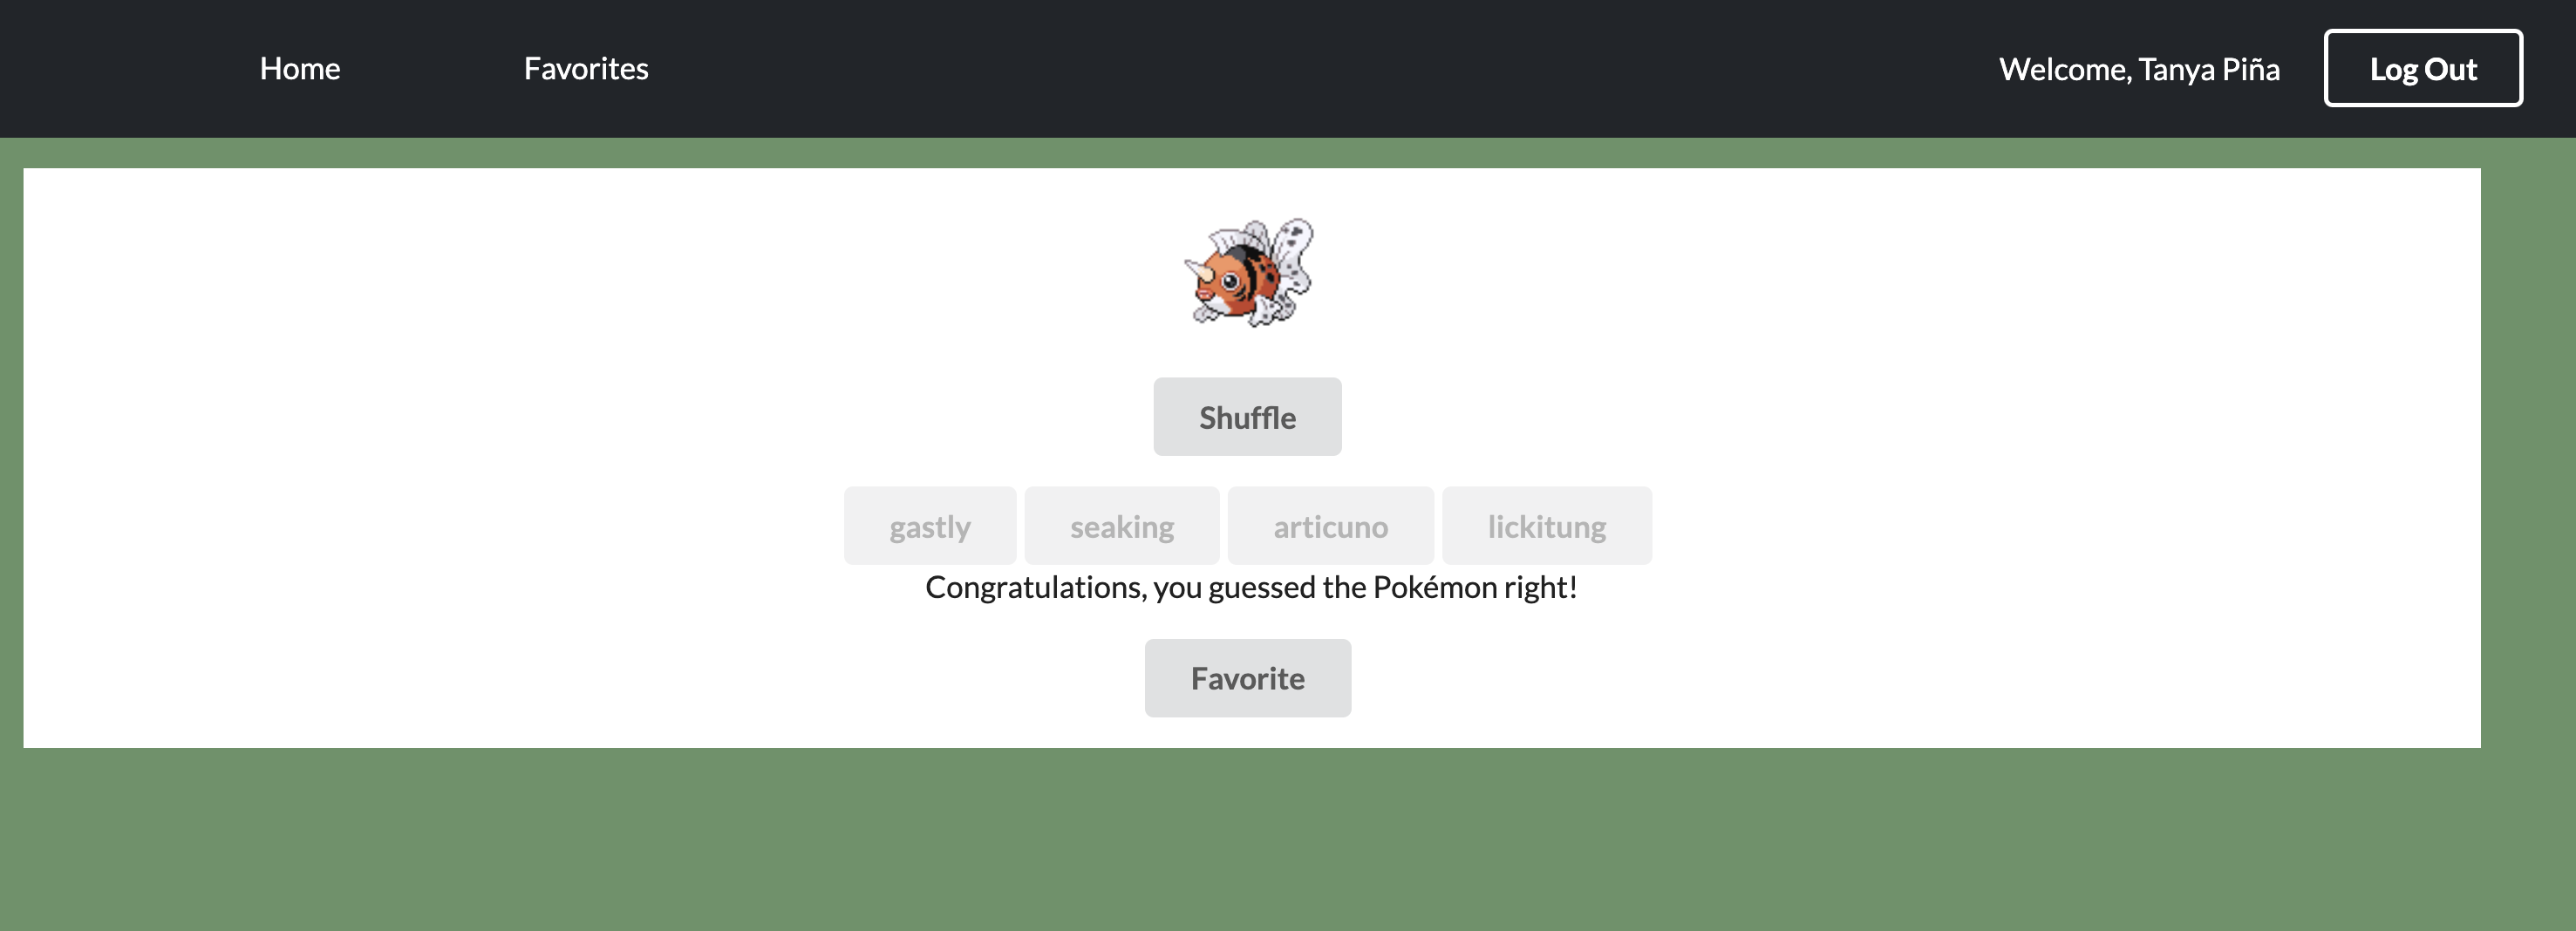 Home Favorites Welcome, Tanya Piña Log Out
Shuffle
gastly seaking articuno lickitung
Congratulations, you guessed the Pokémon right!
Favorite